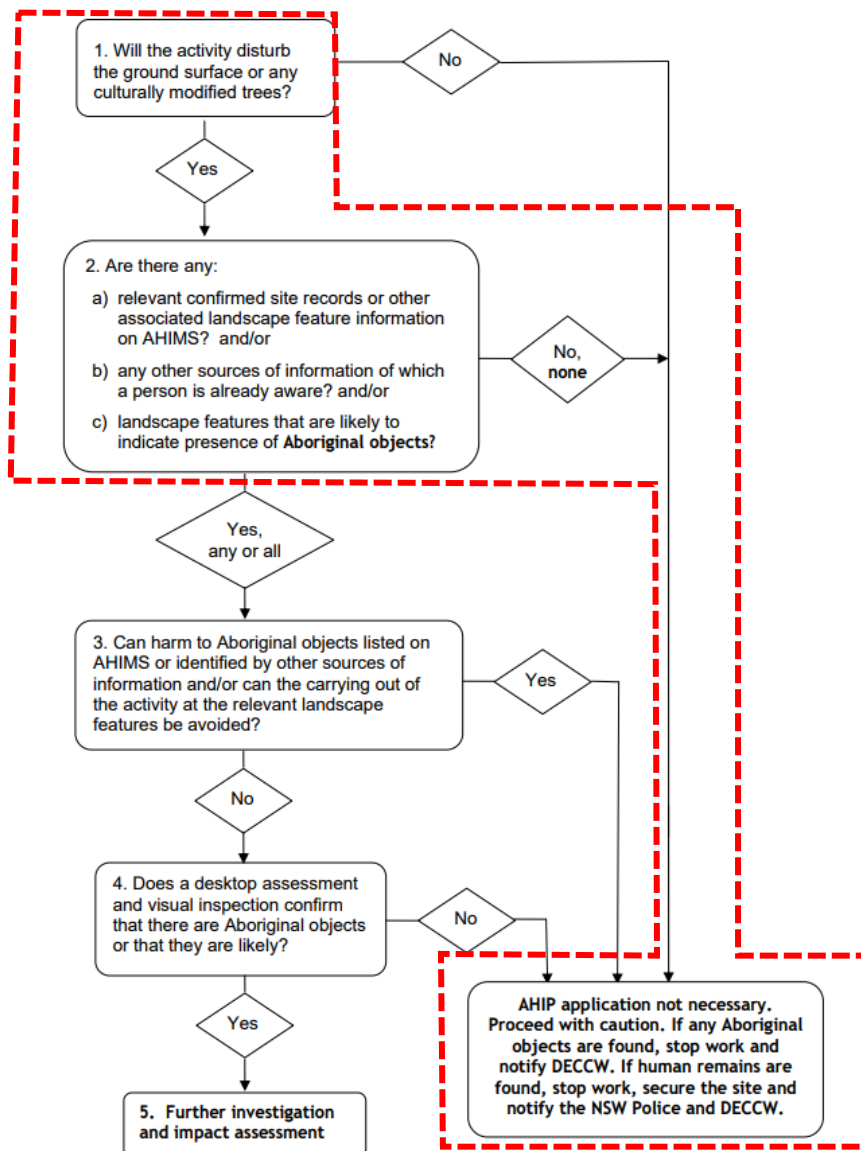 1. Will the activity disturb
the ground surface or any
culturally modified trees?
No
Yes
2. Are there any:
a) relevant confirmed site records or other
associated landscape feature information
on AHIMS? and/or
b) any other sources of information of which
a person is already aware? and/or
c) landscape features that are likely to
indicate presence of Aboriginal objects?
No,
none
Yes,
any or all
3. Can harm to Aboriginal objects listed on
AHIMS or identified by other sources of
information and/or can the carrying out of
the activity at the relevant landscape
features be avoided?
Yes
No
4. Does a desktop assessment
and visual inspection confirm
that there are Aboriginal objects
or that they are likely?
No
Yes
AHIP application not necessary.
Proceed with caution. If any Aboriginal
objects are found, stop work and
notify DECCW. If human remains are
found, stop work, secure the site and
notify the NSW Police and DECCW.
5. Further investigation
and impact assessment